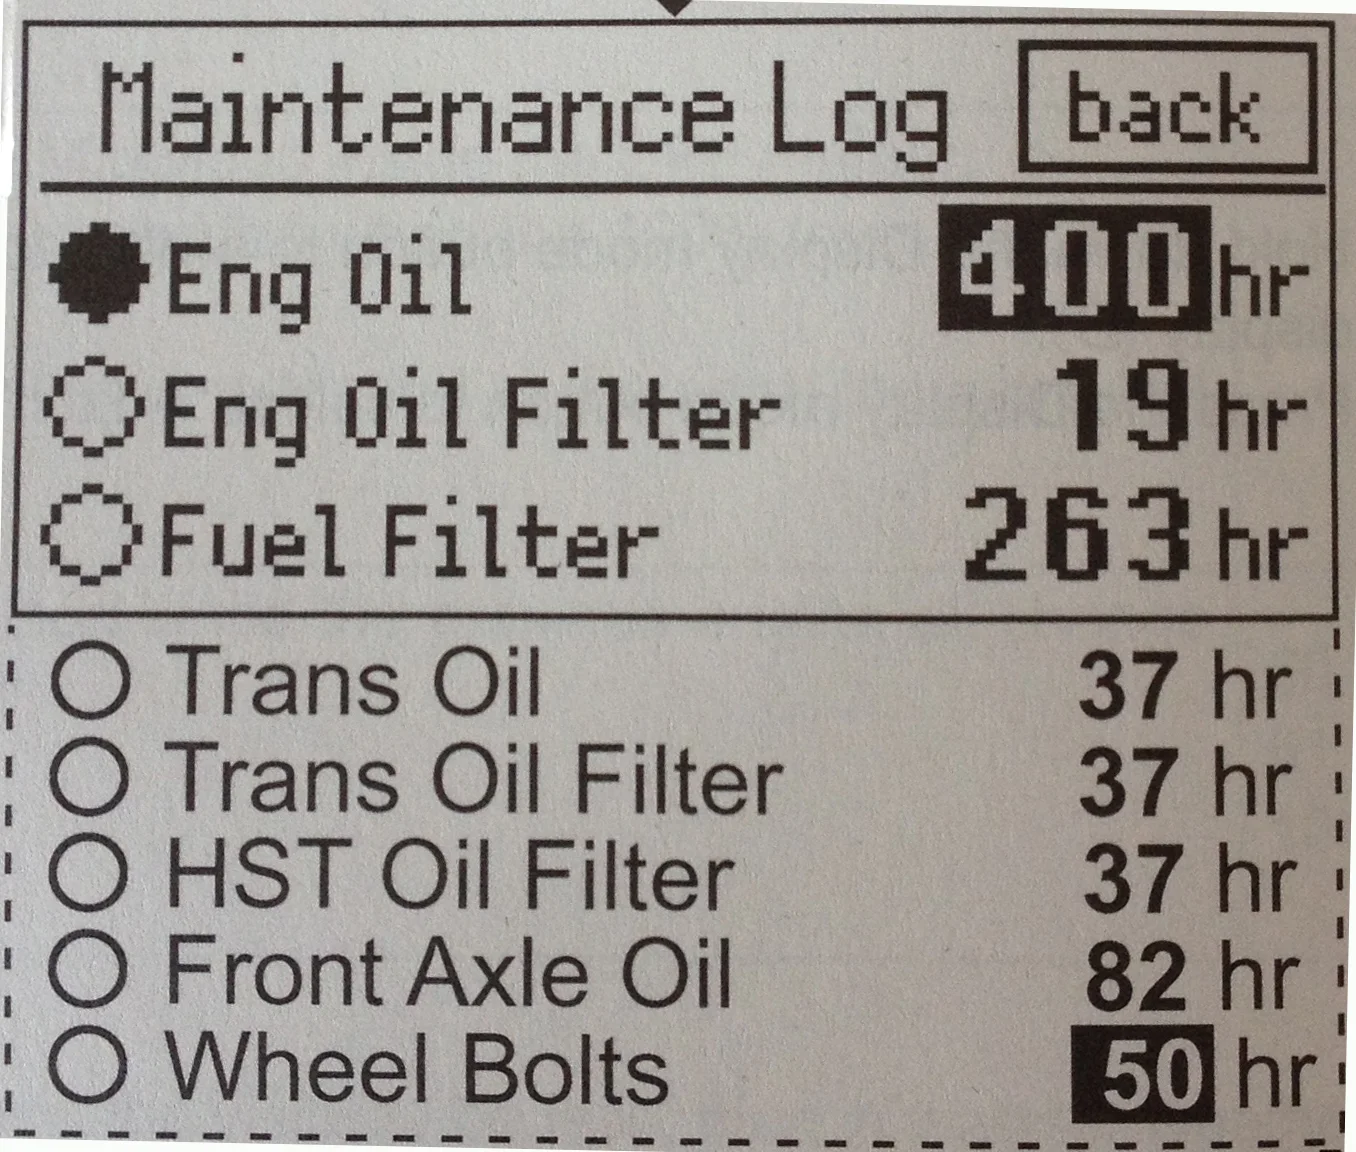 Maintenance Log back
Eng Oil 400 hr
Eng Oil Filter 19 hr
Fuel Filter 263 hr
Trans Oil 37 hr
Trans Oil Filter 37 hr
HST Oil Filter 37 hr
Front Axle Oil 82 hr
Wheel Bolts 50 hr